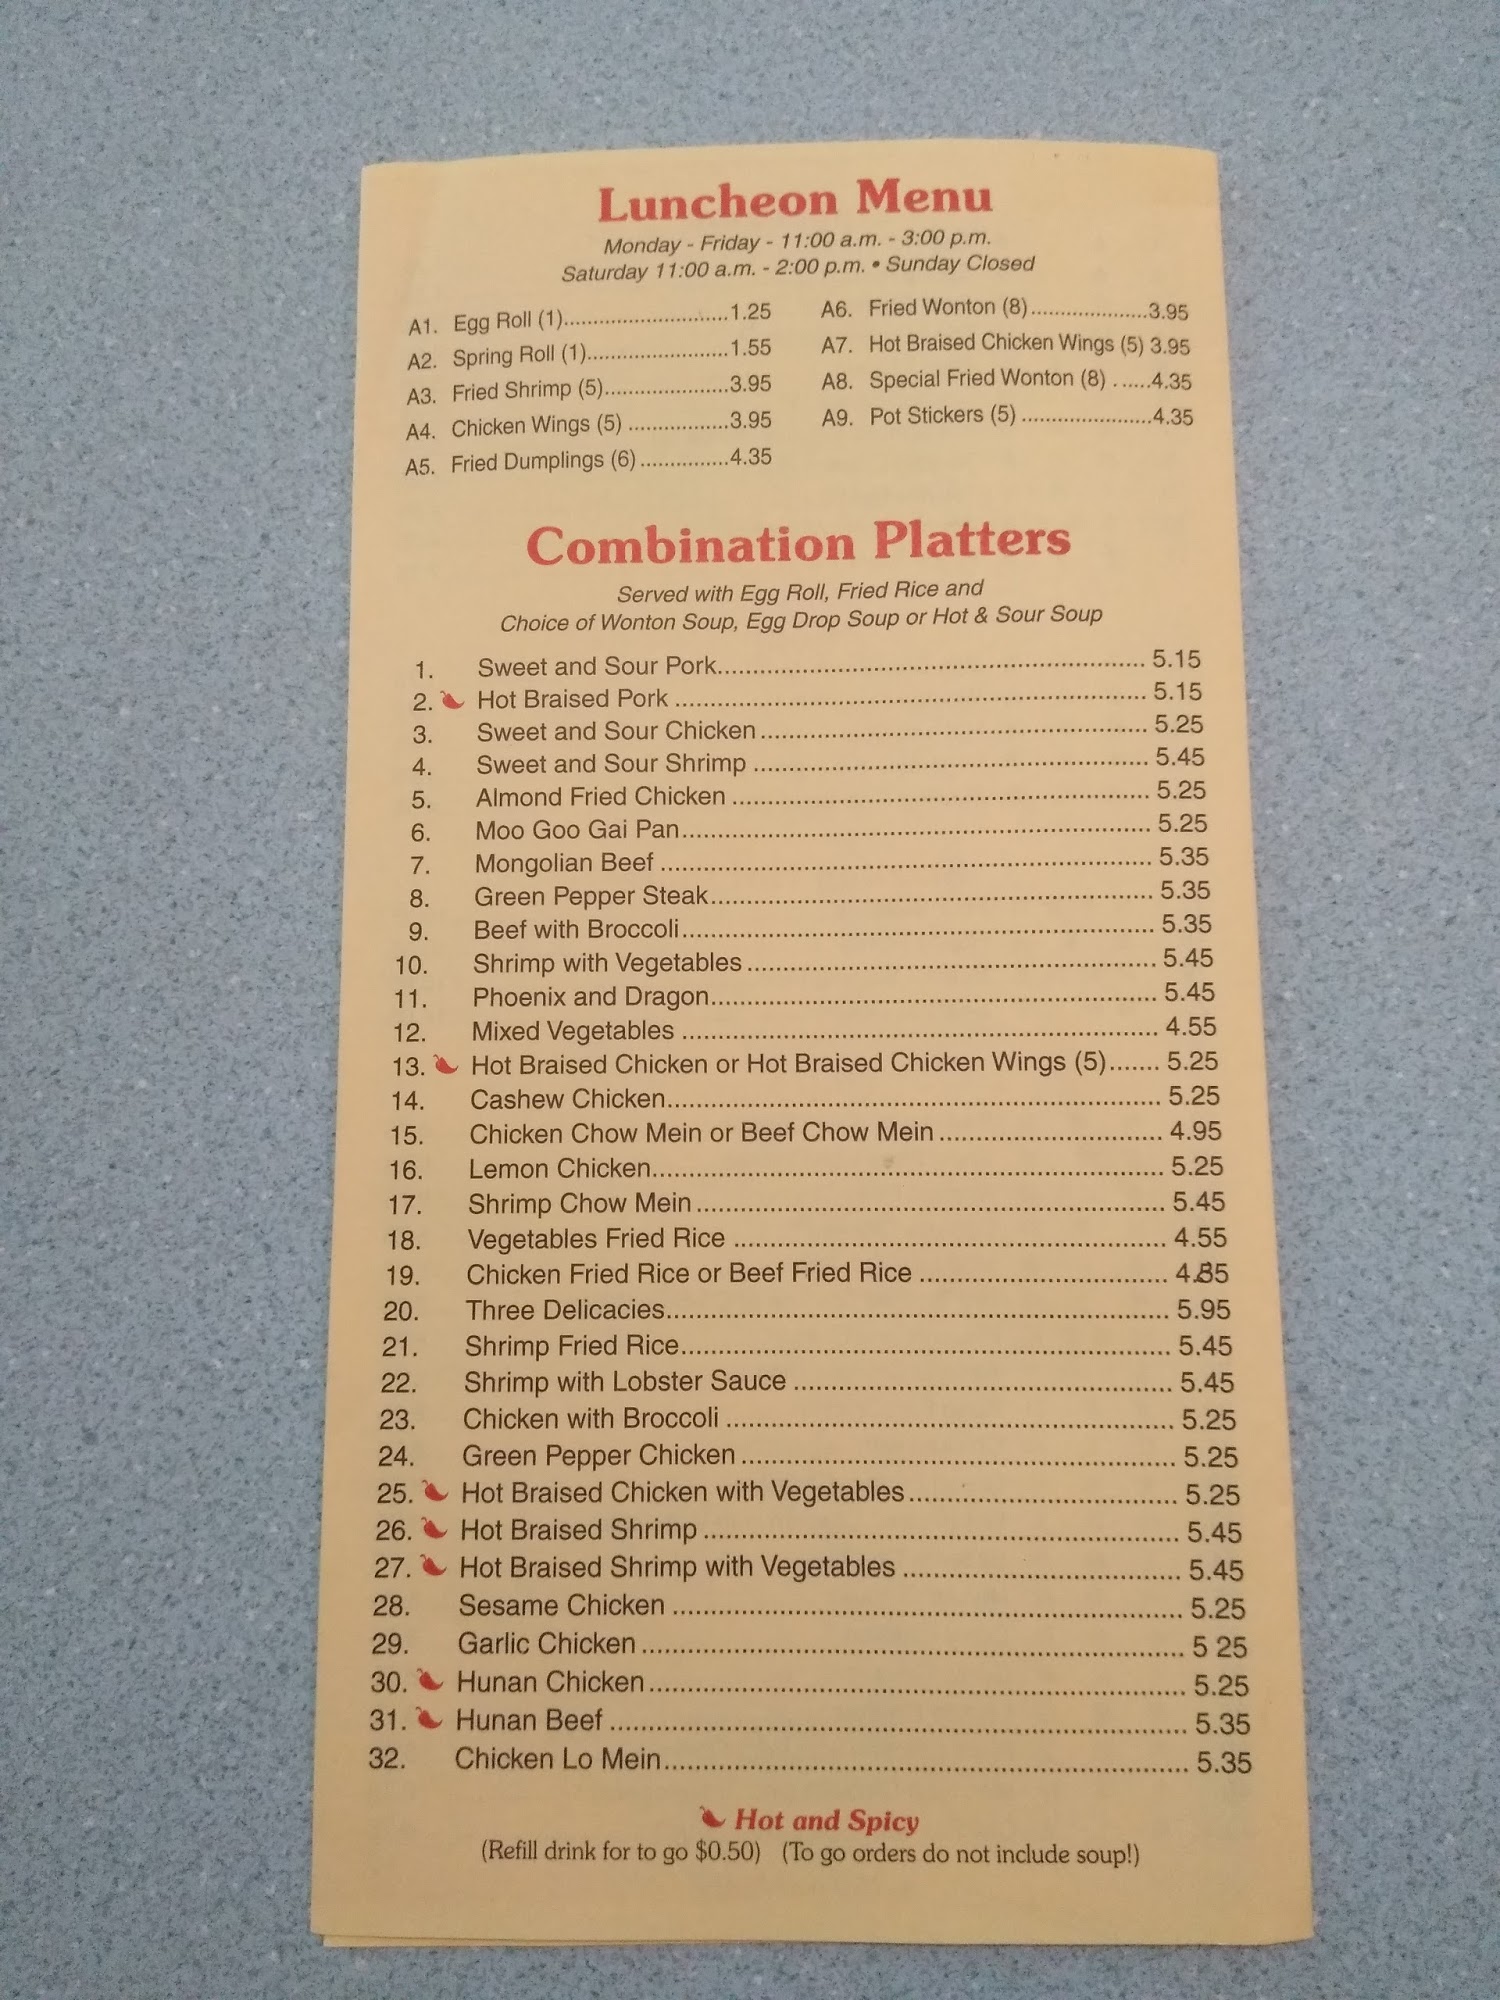 Luncheon Menu
Monday - Friday - 11:00 a.m. - 3:00 p.m.
Saturday 11:00 a.m. - 2:00 p.m. • Sunday Closed
A1. Egg Roll (1)............................1.25
A2. Spring Roll (1)........................1.55
A3. Fried Shrimp (5).....................3.95
A4. Chicken Wings (5) .................3.95
A5. Fried Dumplings (6) ...............4.35
A6. Fried Wonton (8)....................3.95
A7. Hot Braised Chicken Wings (5) 3.95
A8. Special Fried Wonton (8) . .....4.35
A9. Pot Stickers (5) ......................4.35
Combination Platters
Served with Egg Roll, Fried Rice and
Choice of Wonton Soup, Egg Drop Soup or Hot & Sour Soup
1. Sweet and Sour Pork.......................................................... 5.15
2. Hot Braised Pork ................................................................ 5.15
3. Sweet and Sour Chicken .................................................... 5.25
4. Sweet and Sour Shrimp ..................................................... 5.45
5. Almond Fried Chicken ........................................................ 5.25
6. Moo Goo Gai Pan............................................................... 5.25
7. Mongolian Beef .................................................................. 5.35
8. Green Pepper Steak........................................................... 5.35
9. Beef with Broccoli............................................................... 5.35
10. Shrimp with Vegetables ....................................................... 5.45
11. Phoenix and Dragon............................................................ 5.45
12. Mixed Vegetables ................................................................ 4.55
13. Hot Braised Chicken or Hot Braised Chicken Wings (5)....... 5.25
14. Cashew Chicken.................................................................. 5.25
15. Chicken Chow Mein or Beef Chow Mein .............................. 4.95
16. Lemon Chicken.................................................................... 5.25
17. Shrimp Chow Mein ............................................................... 5.45
18. Vegetables Fried Rice .......................................................... 4.55
19. Chicken Fried Rice or Beef Fried Rice ................................. 4.85
20. Three Delicacies................................................................... 5.95
21. Shrimp Fried Rice................................................................. 5.45
22. Shrimp with Lobster Sauce ................................................... 5.45
23. Chicken with Broccoli ............................................................ 5.25
24. Green Pepper Chicken .......................................................... 5.25
25. Hot Braised Chicken with Vegetables.................................... 5.25
26. Hot Braised Shrimp ............................................................... 5.45
27. Hot Braised Shrimp with Vegetables ..................................... 5.45
28. Sesame Chicken ................................................................... 5.25
29. Garlic Chicken ....................................................................... 5 25
30. Hunan Chicken...................................................................... 5.25
31. Hunan Beef ........................................................................... 5.35
32. Chicken Lo Mein.................................................................... 5.35
Hot and Spicy
(Refill drink for to go $0.50) (To go orders do not include soup!)